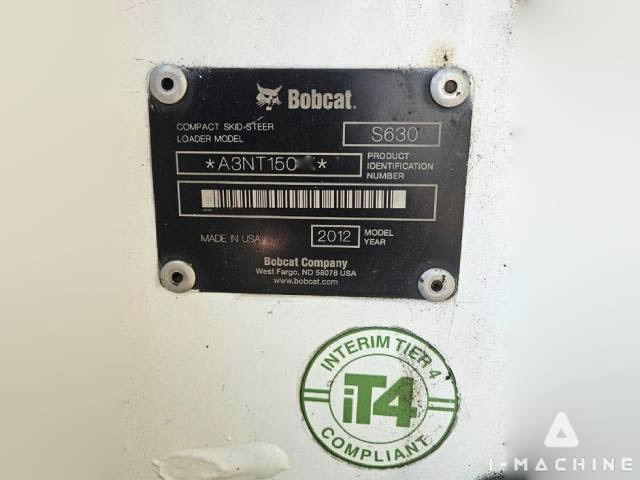 Bobcat.
COMPACT SKID-STEER
LOADER MODEL
S630
*A3NT150 *
PRODUCT
IDENTIFICATION
NUMBER
MADE IN USA
2012
MODEL
YEAR
Bobcat Company
West Fargo, ND 58078 USA
www.bobcat.com
INTERIM TIER 4
iT4
COMPLIANT
I-MACHINE